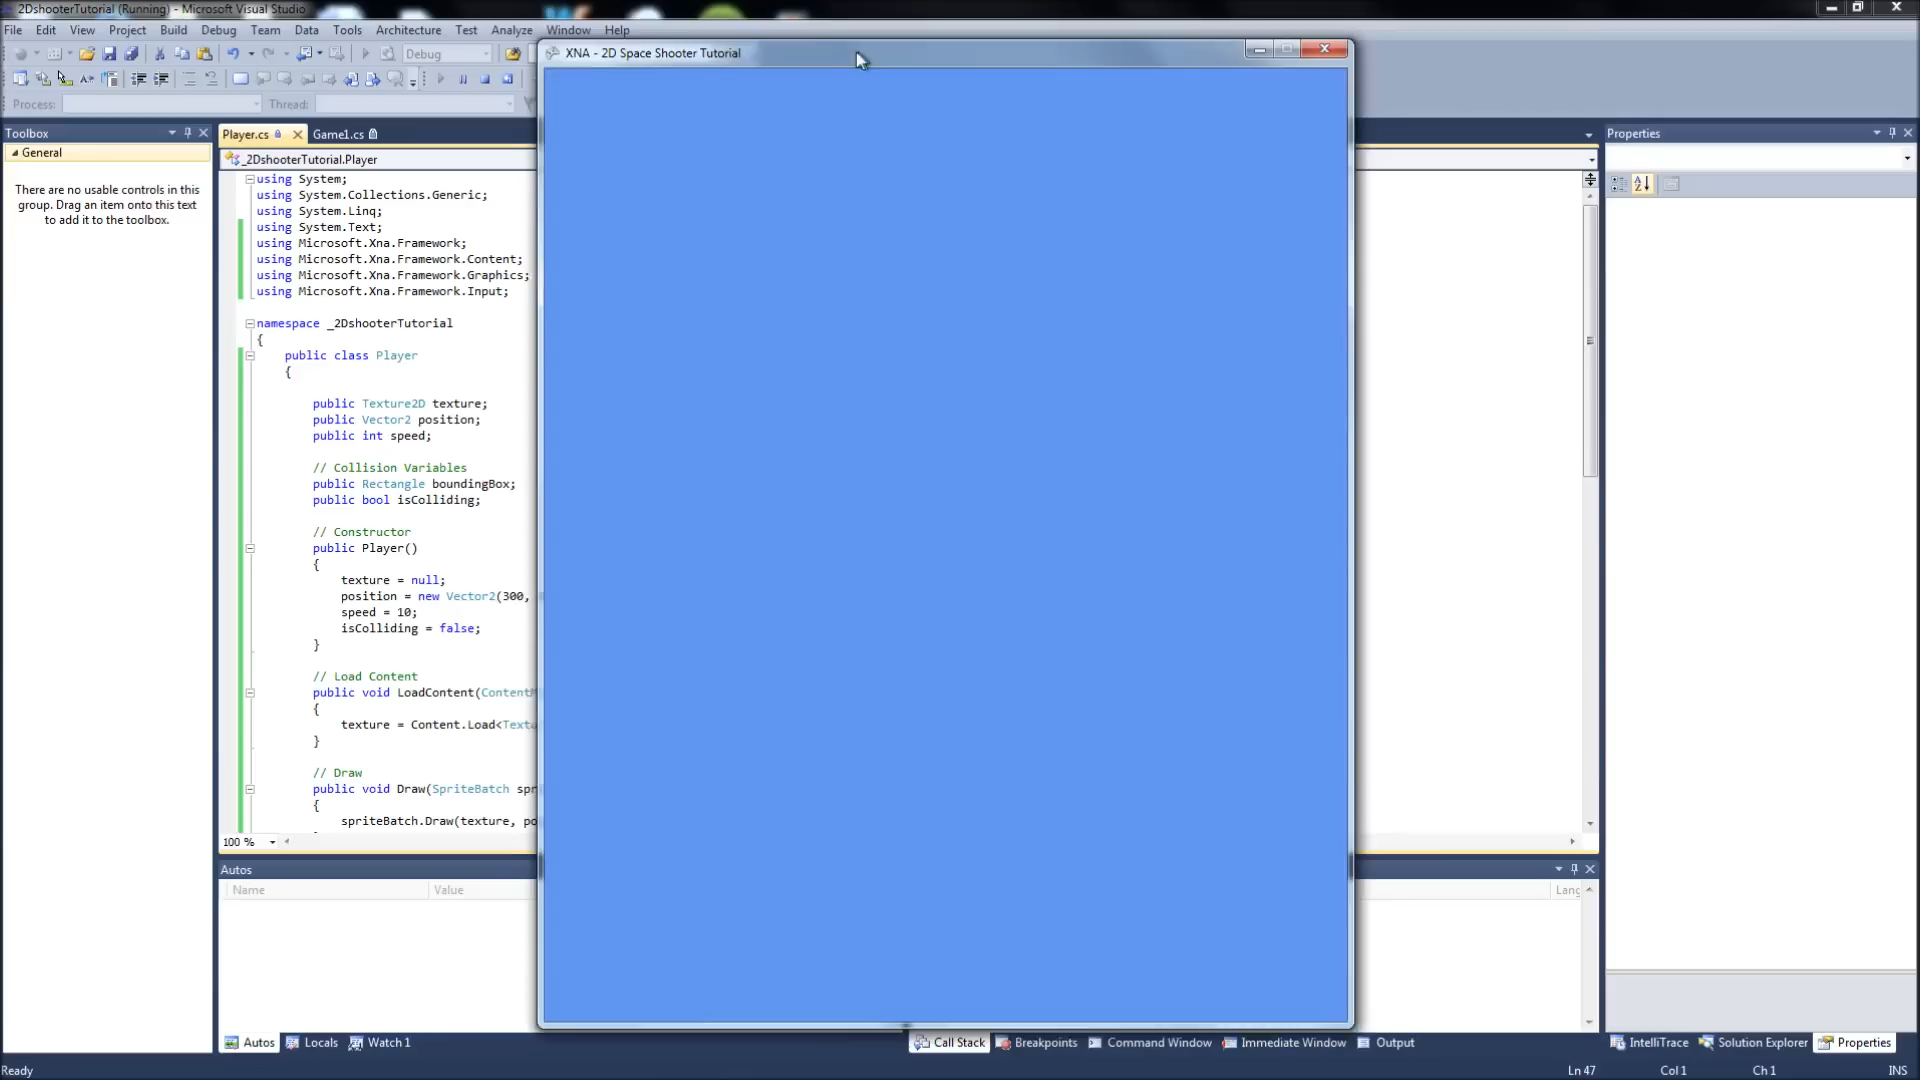 2DshooterTutorial (Running) - Microsoft Visual Studio
File Edit View Project Build Debug Team Data Tools Architecture Test Analyze Window Help
Debug
Process: Thread:
XNA - 2D Space Shooter Tutorial
Toolbox
General
There are no usable controls in this
group. Drag an item onto this text
to add it to the toolbox.
Player.cs Game1.cs
_2DshooterTutorial.Player
using System;
using System.Collections.Generic;
using System.Linq;
using System.Text;
using Microsoft.Xna.Framework;
using Microsoft.Xna.Framework.Content;
using Microsoft.Xna.Framework.Graphics;
using Microsoft.Xna.Framework.Input;
namespace _2DshooterTutorial
{
public class Player
{
public Texture2D texture;
public Vector2 position;
public int speed;
// Collision Variables
public Rectangle boundingBox;
public bool isColliding;
// Constructor
public Player()
{
texture = null;
position = new Vector2(300,
speed = 10;
isColliding = false;
}
// Load Content
public void LoadContent(Content
{
texture = Content.Load<Textu
}
// Draw
public void Draw(SpriteBatch spr
{
spriteBatch.Draw(texture, po
100 %
Autos
Name Value Lang
Autos Locals Watch 1
Call Stack Breakpoints Command Window Immediate Window Output
Properties
IntelliTrace Solution Explorer Properties
Ready Ln 47 Col 1 Ch 1 INS